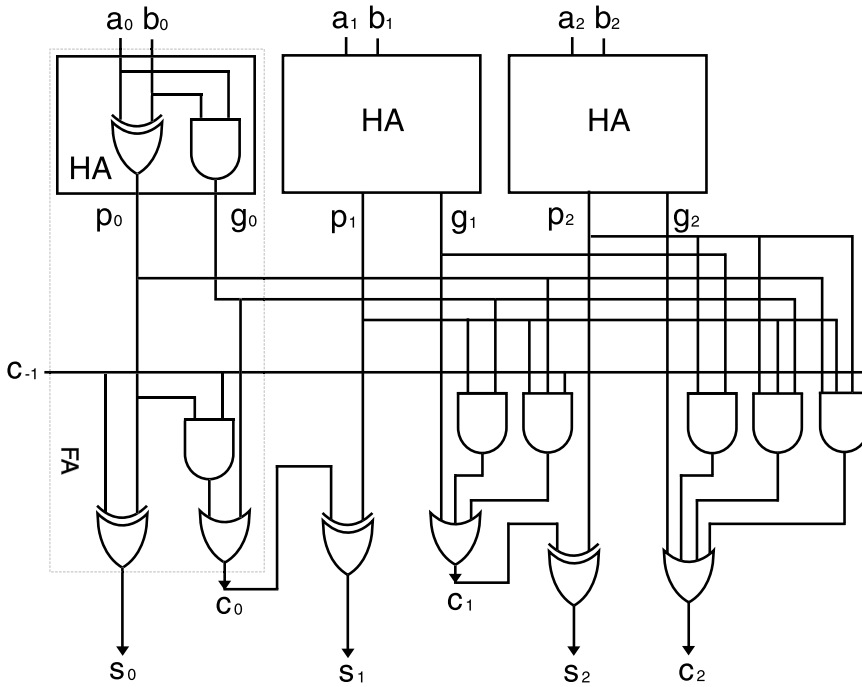 a₀ b₀ a₁ b₁ a₂ b₂
HA HA HA
p₀ g₀ p₁ g₁ p₂ g₂
c₋₁
FA
c₀ c₁
s₀ s₁ s₂ c₂